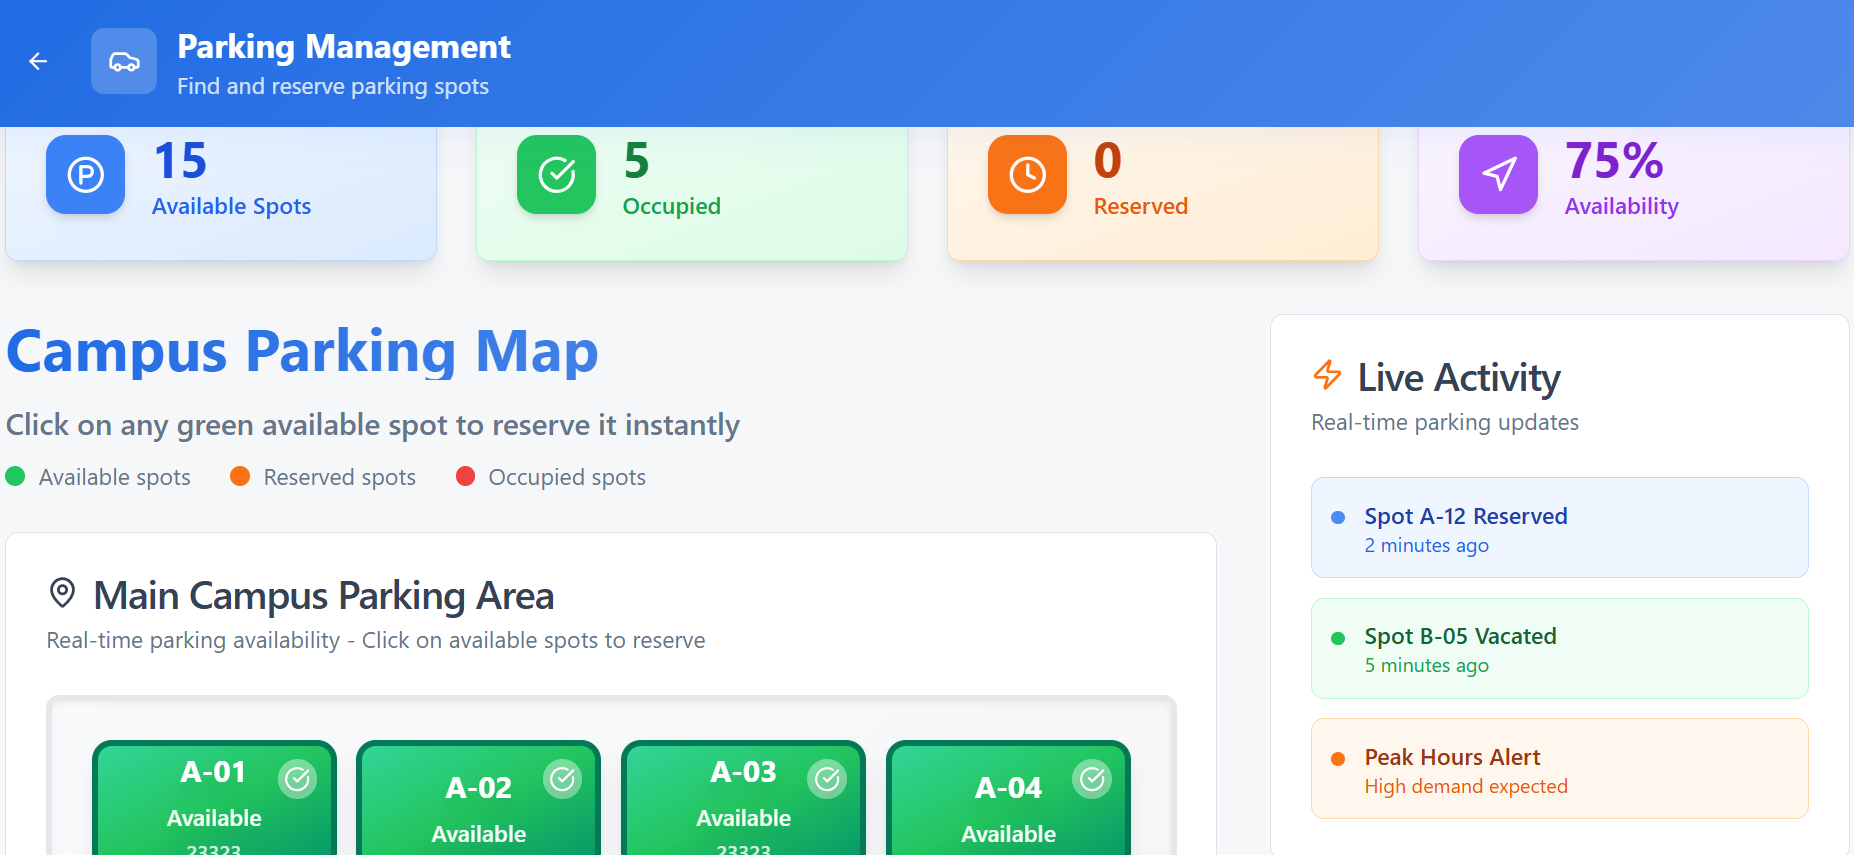 Parking Management
Find and reserve parking spots
15
Available Spots
5
Occupied
0
Reserved
75%
Availability
Campus Parking Map
Click on any green available spot to reserve it instantly
Available spots
Reserved spots
Occupied spots
Main Campus Parking Area
Real-time parking availability - Click on available spots to reserve
A-01
Available
23323
A-02
Available
A-03
Available
23323
A-04
Available
Live Activity
Real-time parking updates
Spot A-12 Reserved
2 minutes ago
Spot B-05 Vacated
5 minutes ago
Peak Hours Alert
High demand expected